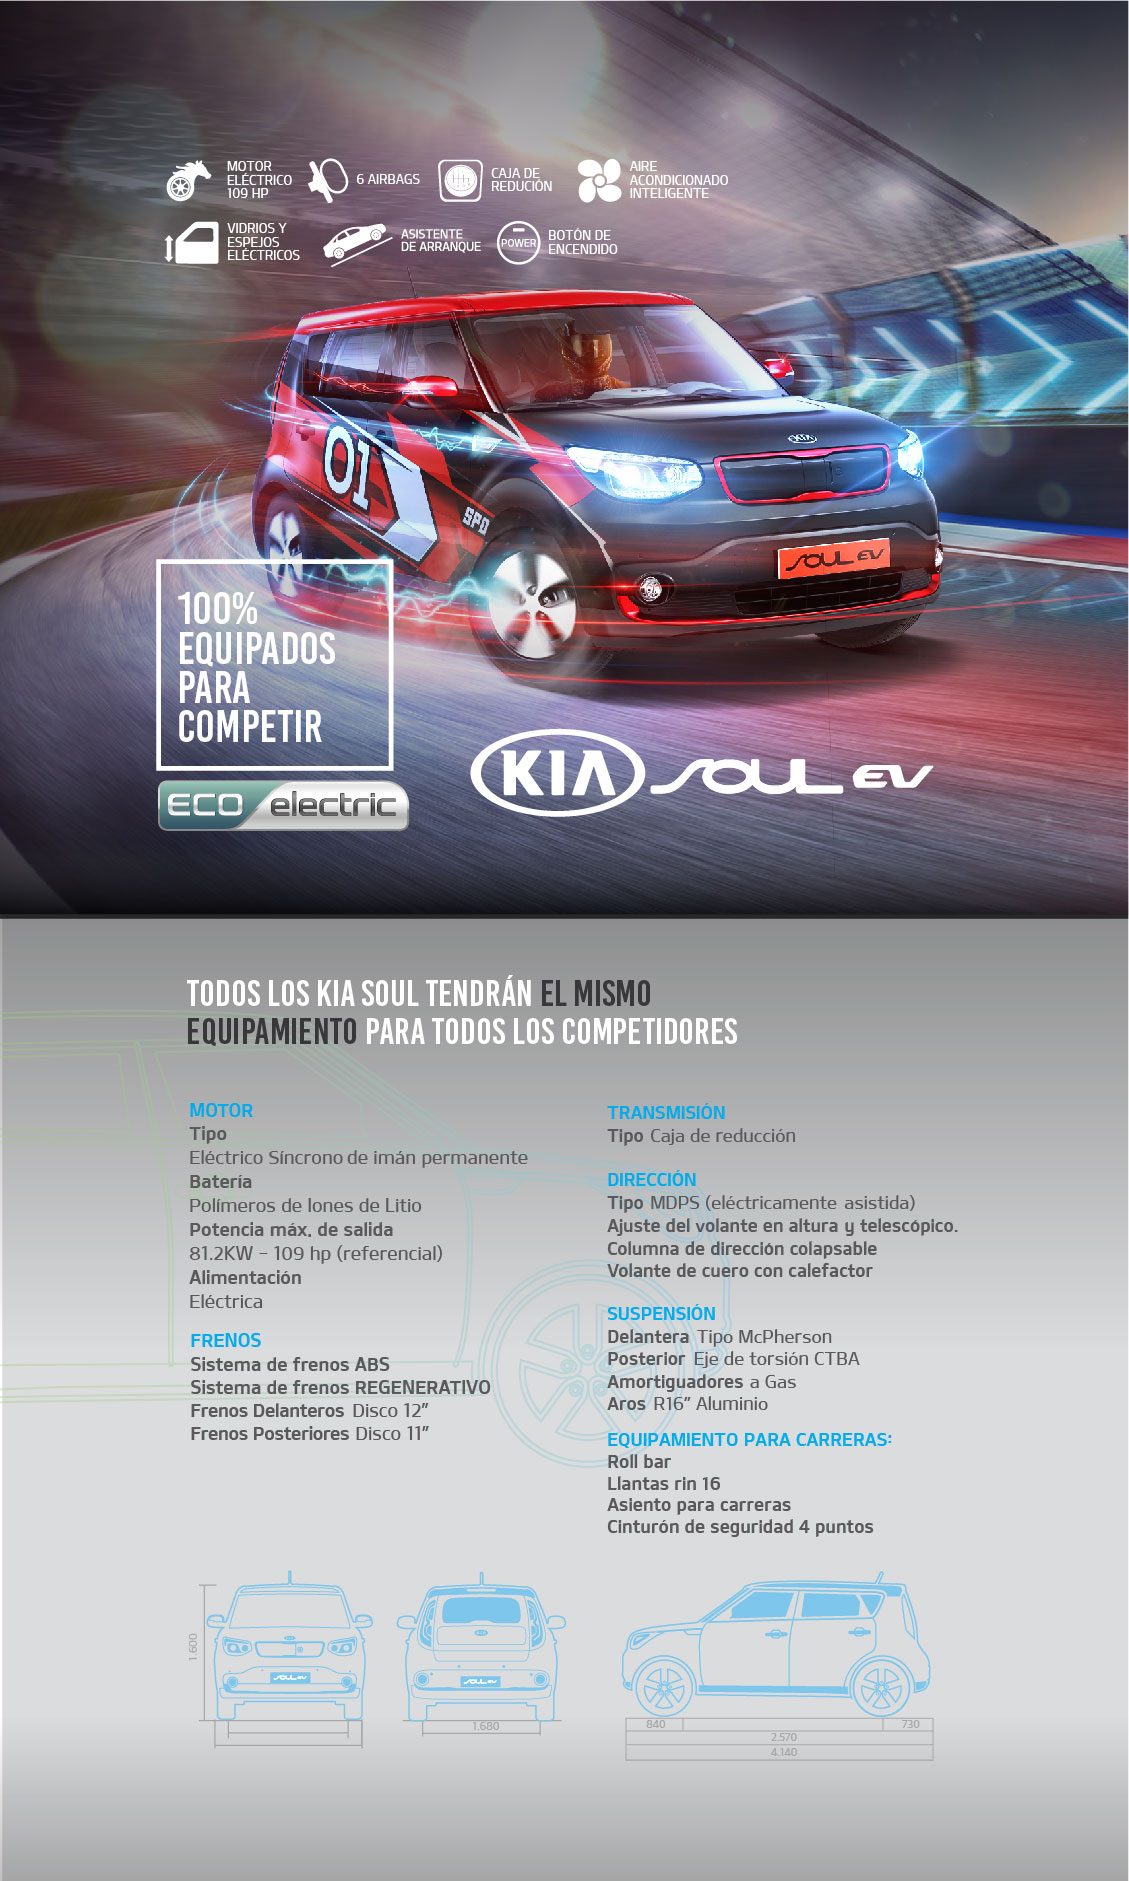 MOTOR
ELÉCTRICO
109 HP
6 AIRBAGS
CAJA DE
REDUCIÓN
AIRE
ACONDICIONADO
INTELIGENTE
VIDRIOS Y
ESPEJOS
ELÉCTRICOS
ASISTENTE
DE ARRANQUE
POWER
BOTÓN DE
ENCENDIDO
KIA
01
SPO
SOUL EV
100%
EQUIPADOS
PARA
COMPETIR
ECO electric
KIA SOUL EV
TODOS LOS KIA SOUL TENDRÁN EL MISMO
EQUIPAMIENTO PARA TODOS LOS COMPETIDORES
MOTOR
Tipo
Eléctrico Síncrono de imán permanente
Batería
Polímeros de Iones de Litio
Potencia máx. de salida
81.2KW - 109 hp (referencial)
Alimentación
Eléctrica
FRENOS
Sistema de frenos ABS
Sistema de frenos REGENERATIVO
Frenos Delanteros Disco 12”
Frenos Posteriores Disco 11”
TRANSMISIÓN
Tipo Caja de reducción
DIRECCIÓN
Tipo MDPS (eléctricamente asistida)
Ajuste del volante en altura y telescópico.
Columna de dirección colapsable
Volante de cuero con calefactor
SUSPENSIÓN
Delantera Tipo McPherson
Posterior Eje de torsión CTBA
Amortiguadores a Gas
Aros R16” Aluminio
EQUIPAMIENTO PARA CARRERAS:
Roll bar
Llantas rin 16
Asiento para carreras
Cinturón de seguridad 4 puntos
1.600
SOUL EV
KIA
SOUL EV
1.680
840
730
2.570
4.140